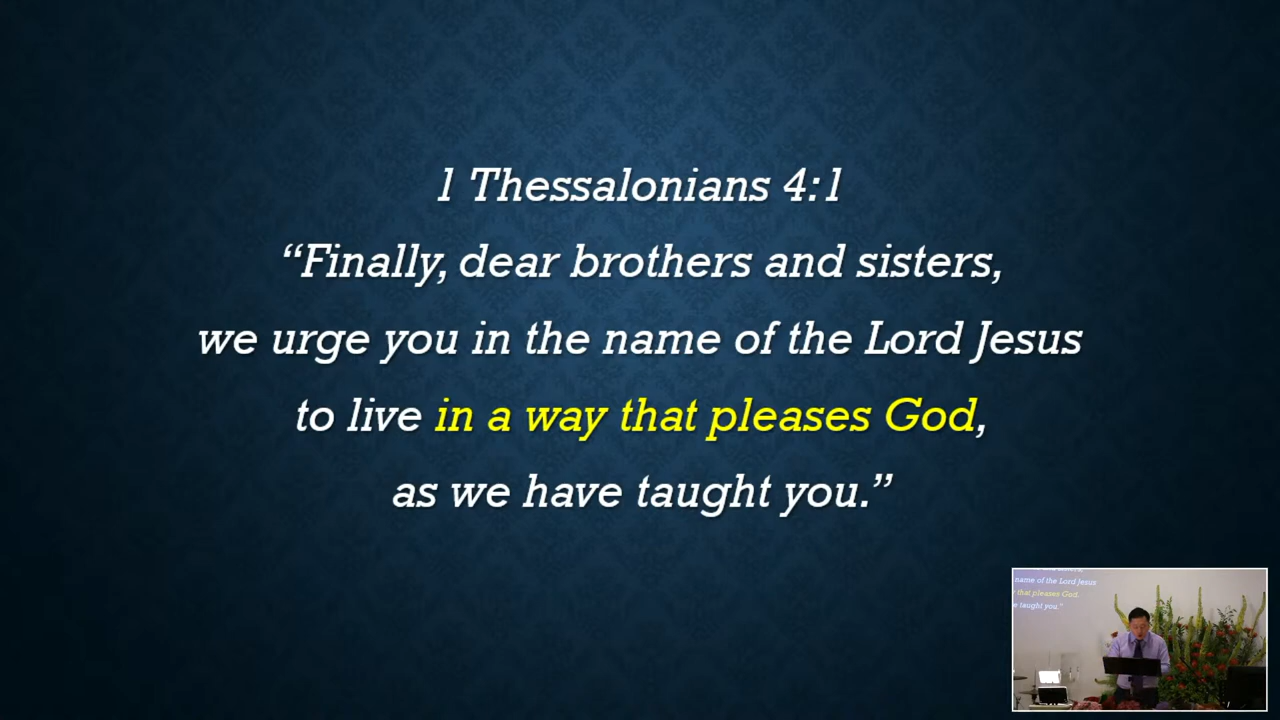 1 Thessalonians 4:1
“Finally, dear brothers and sisters,
we urge you in the name of the Lord Jesus
to live in a way that pleases God,
as we have taught you.”
name of the Lord Jesus
that pleases God,
taught you.”